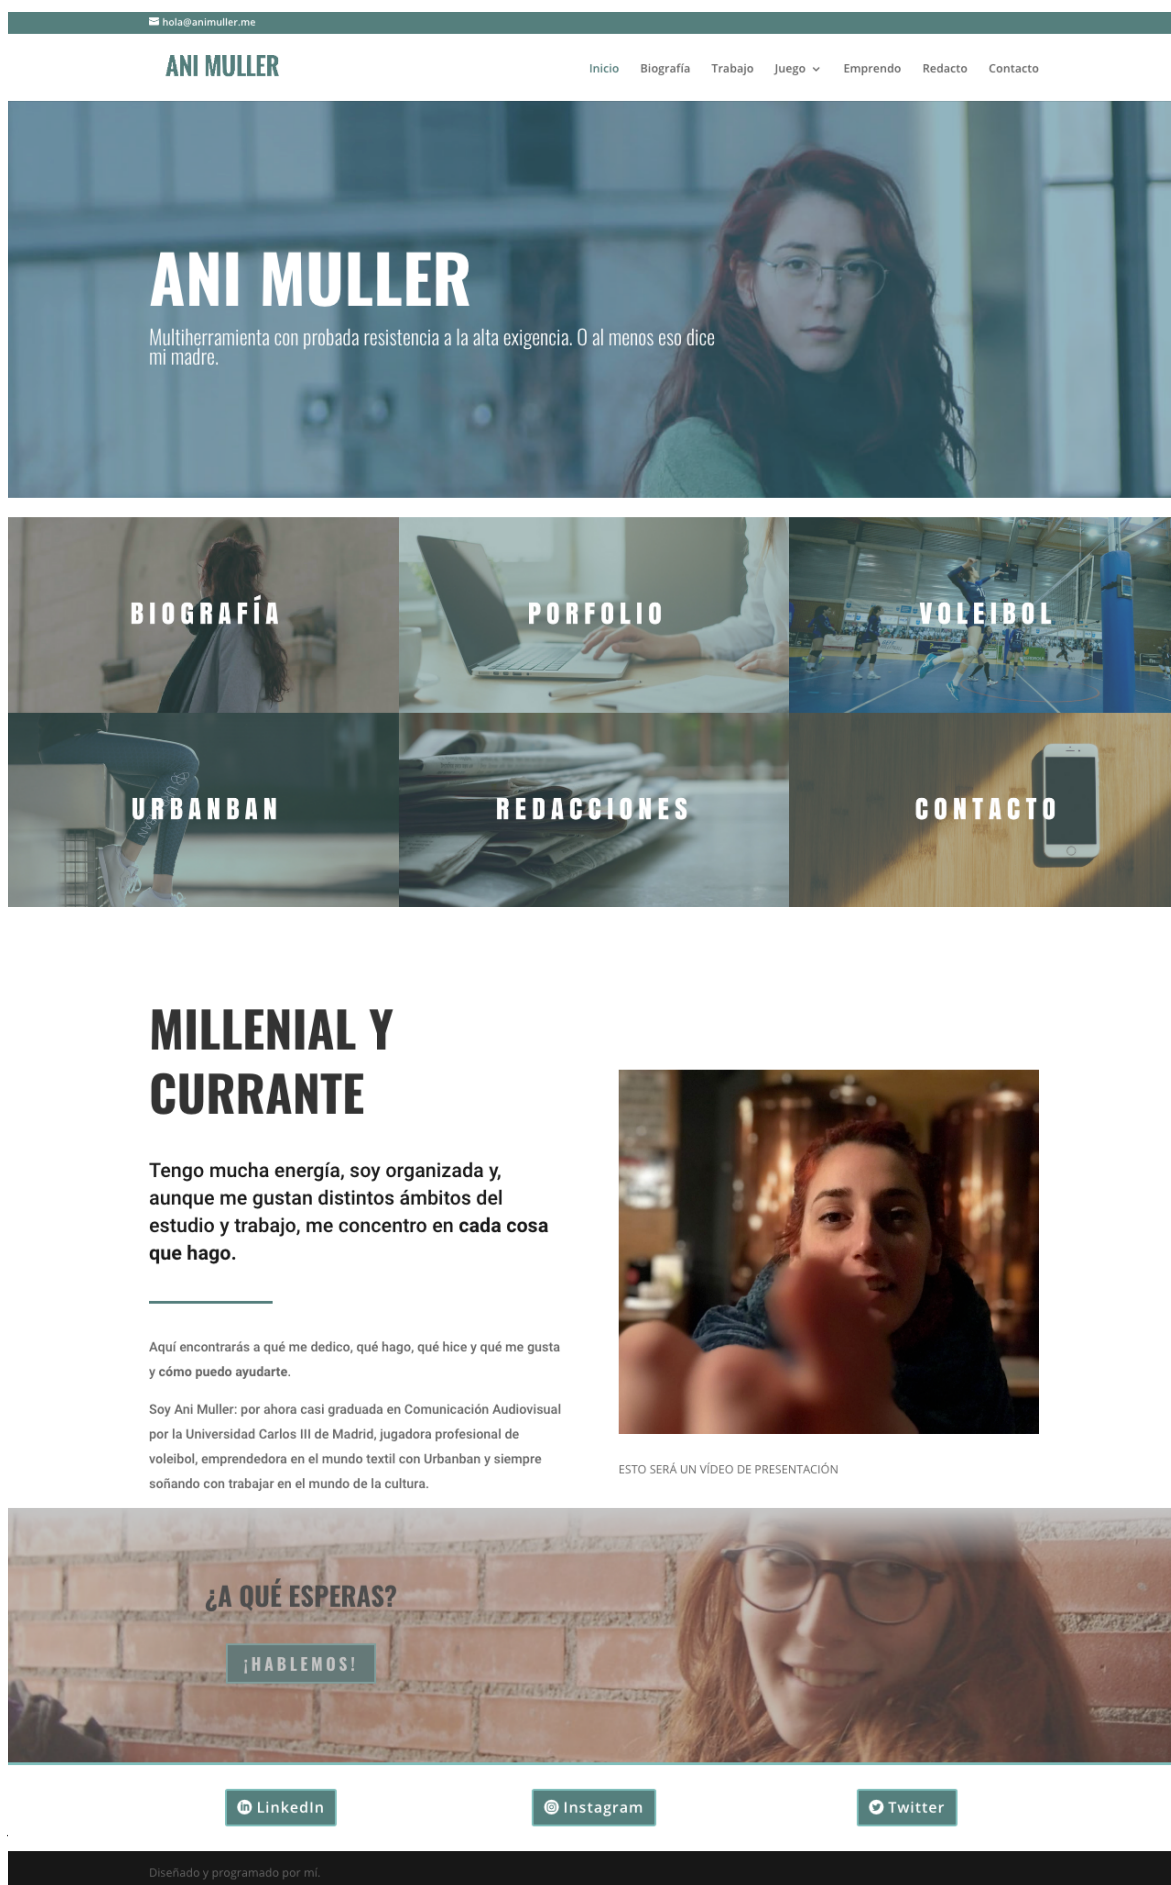 hola@animuller.me
ANI MULLER
Inicio Biografía Trabajo Juego Emprendo Redacto Contacto
ANI MULLER
Multiherramienta con probada resistencia a la alta exigencia. O al menos eso dice
mi madre.
BIOGRAFÍA
PORFOLIO
VOLEIBOL
URBANBAN
REDACCIONES
CONTACTO
MILLENIAL Y
CURRANTE
Tengo mucha energía, soy organizada y,
aunque me gustan distintos ámbitos del
estudio y trabajo, me concentro en cada cosa
que hago.
Aquí encontrarás a qué me dedico, qué hago, qué hice y qué me gusta
y cómo puedo ayudarte.
Soy Ani Muller: por ahora casi graduada en Comunicación Audiovisual
por la Universidad Carlos III de Madrid, jugadora profesional de
voleibol, emprendedora en el mundo textil con Urbanban y siempre
soñando con trabajar en el mundo de la cultura.
ESTO SERÁ UN VÍDEO DE PRESENTACIÓN
¿A QUÉ ESPERAS?
¡HABLEMOS!
LinkedIn
Instagram
Twitter
Diseñado y programado por mí.